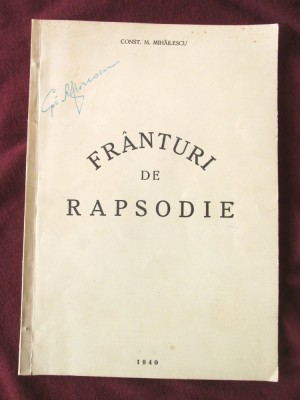 CONST. M. MIHĂILESCU
FRÂNTURI
DE
RAPSODIE
1940